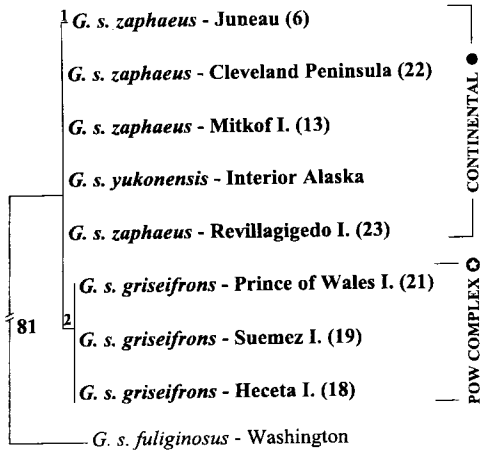 1 G. s. zaphaeus - Juneau (6)
G. s. zaphaeus - Cleveland Peninsula (22)
G. s. zaphaeus - Mitkof I. (13)
G. s. yukonensis - Interior Alaska
G. s. zaphaeus - Revillagigedo I. (23)
CONTINENTAL
G. s. griseifrons - Prince of Wales I. (21)
81
2
G. s. griseifrons - Suemez I. (19)
G. s. griseifrons - Heceta I. (18)
POW COMPLEX
G. s. fuliginosus - Washington